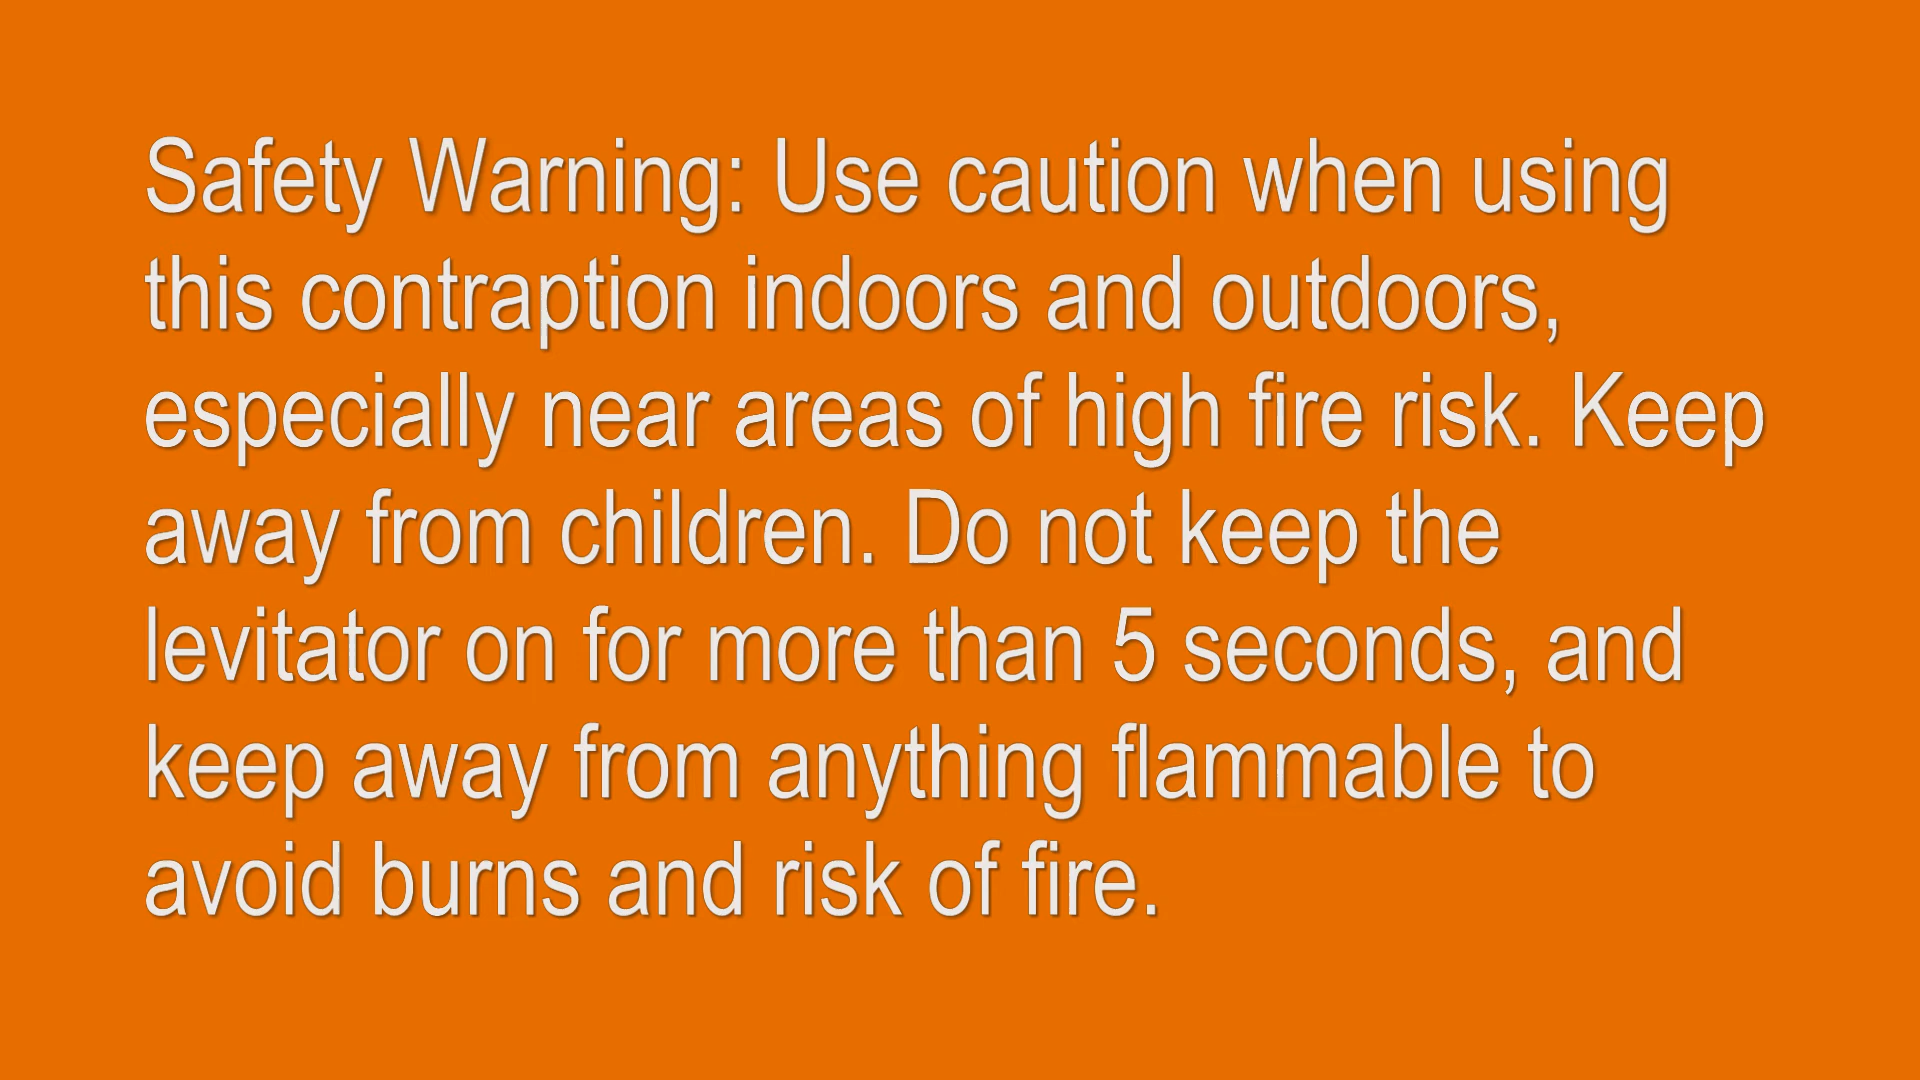 Safety Warning: Use caution when using
this contraption indoors and outdoors,
especially near areas of high fire risk. Keep
away from children. Do not keep the
levitator on for more than 5 seconds, and
keep away from anything flammable to
avoid burns and risk of fire.